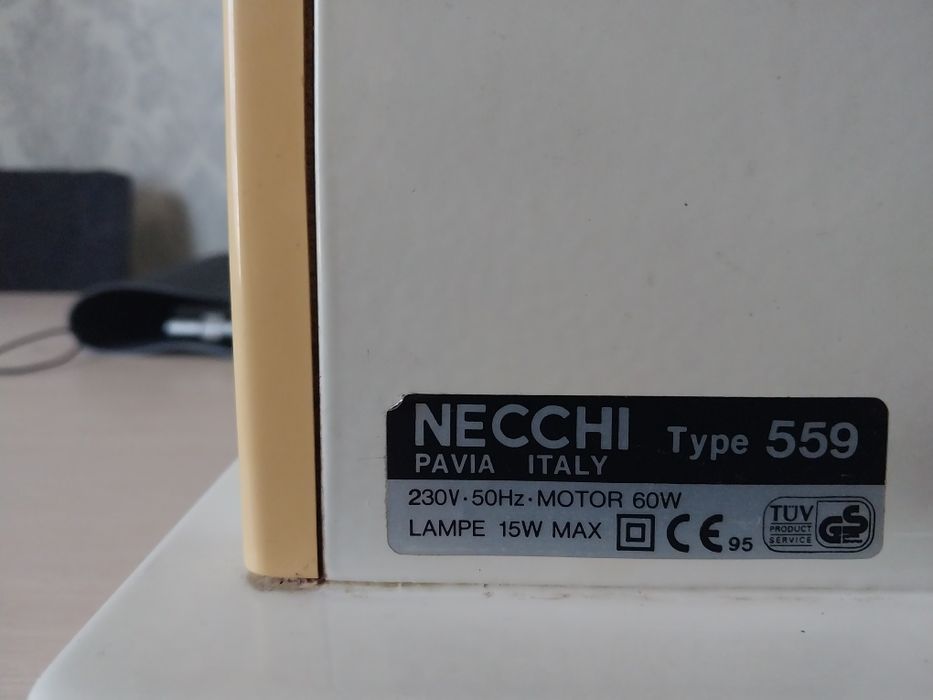 NECCHI Type 559
PAVIA ITALY
230V·50Hz·MOTOR 60W
LAMPE 15W MAX CE 95
TÜV
PRODUCT
SERVICE
GS